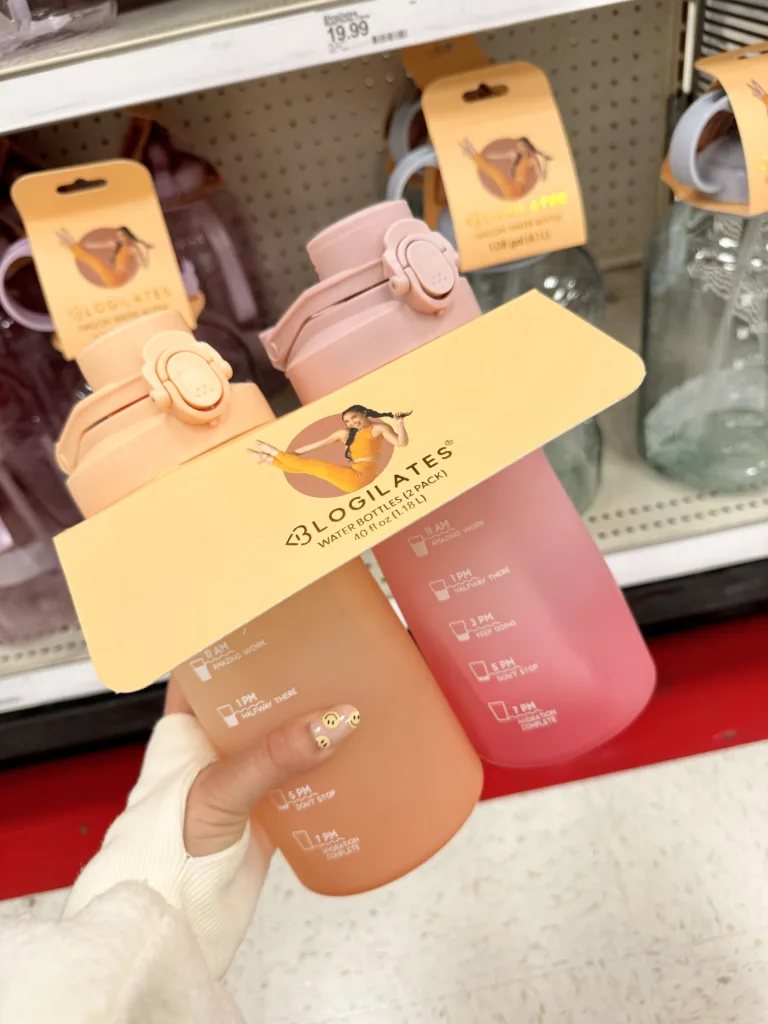 19.99
BLOGILATES
BLOGILATES®
WATER BOTTLES (2 PACK)
40 fl oz (1.18 L)
11 AM
AMAZING WORK
1 PM
HALFWAY THERE
5 PM
DON'T STOP
7 PM
HYDRATION
COMPLETE
11 AM
AMAZING WORK
1 PM
HALFWAY THERE
3 PM
KEEP GOING
5 PM
DON'T STOP
7 PM
HYDRATION
COMPLETE